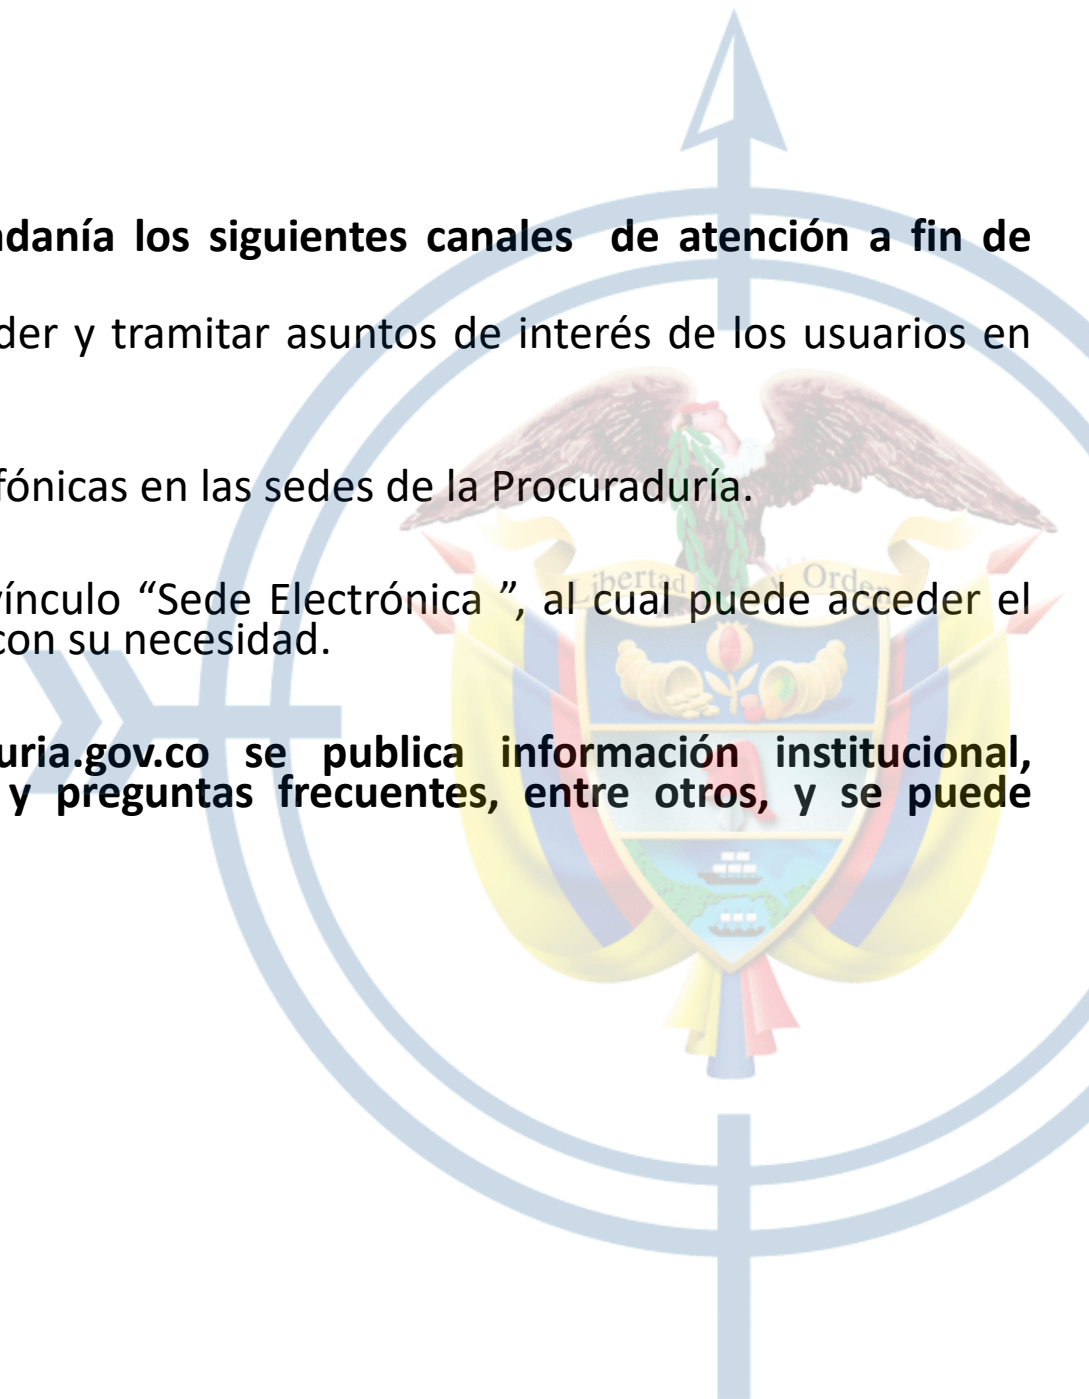 adanía los siguientes canales de atención a fin de
der y tramitar asuntos de interés de los usuarios en
fónicas en las sedes de la Procuraduría.
Libertad y Orden
vínculo “Sede Electrónica ”, al cual puede acceder el
con su necesidad.
uria.gov.co se publica información institucional,
y preguntas frecuentes, entre otros, y se puede